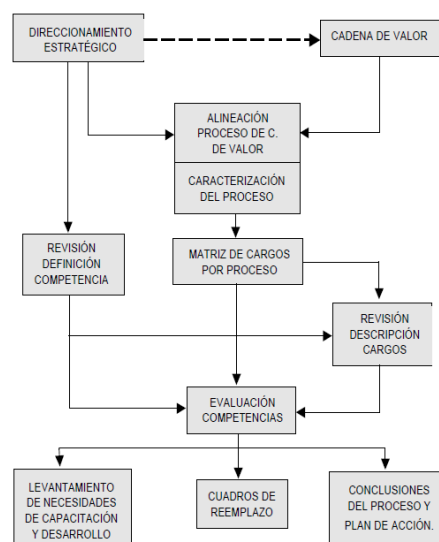 DIRECCIONAMIENTO
ESTRATÉGICO
CADENA DE VALOR
ALINEACIÓN
PROCESO DE C.
DE VALOR
CARACTERIZACIÓN
DEL PROCESO
REVISIÓN
DEFINICIÓN
COMPETENCIA
MATRIZ DE CARGOS
POR PROCESO
REVISIÓN
DESCRIPCIÓN
CARGOS
EVALUACIÓN
COMPETENCIAS
LEVANTAMIENTO
DE NECESIDADES
DE CAPACITACIÓN
Y DESARROLLO
CUADROS DE
REEMPLAZO
CONCLUSIONES
DEL PROCESO Y
PLAN DE ACCIÓN.